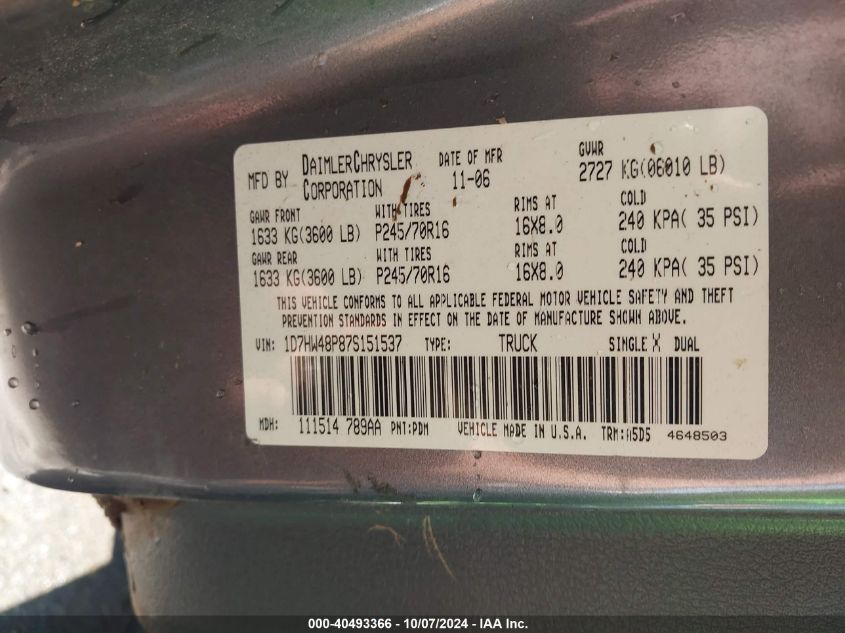 MFD BY DAIMLERCHRYSLER CORPORATION DATE OF MFR 11-06 GVWR 2727 KG(06010 LB)
GAWR FRONT WITH TIRES RIMS AT COLD
1633 KG(3600 LB) P245/70R16 16X8.0 240 KPA( 35 PSI)
GAWR REAR WITH TIRES RIMS AT COLD
1633 KG(3600 LB) P245/70R16 16X8.0 240 KPA( 35 PSI)
THIS VEHICLE CONFORMS TO ALL APPLICABLE FEDERAL MOTOR VEHICLE SAFETY AND THEFT
PREVENTION STANDARDS IN EFFECT ON THE DATE OF MANUFACTURE SHOWN ABOVE.
VIN: 1D7HW48P87S151537 TYPE: TRUCK SINGLE X DUAL
MDH: 111514 789AA PNT:PDM VEHICLE MADE IN U.S.A. TRM:A5D5 4648503
000-40493366 - 10/07/2024 - IAA Inc.